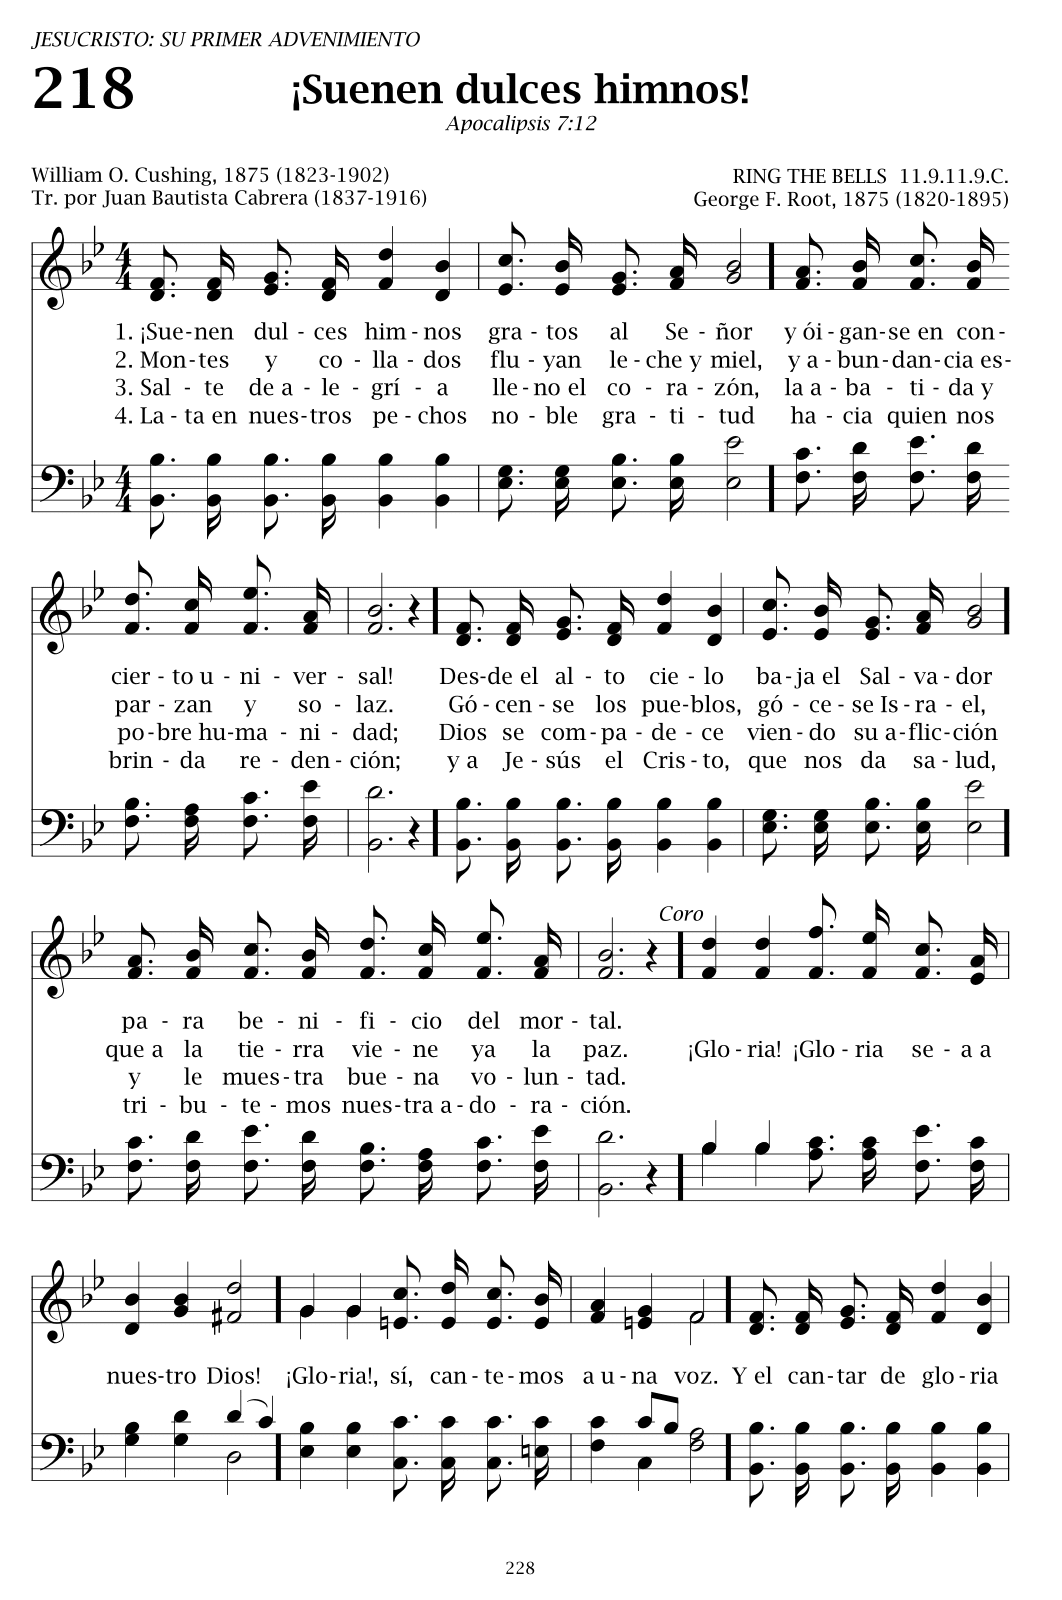 JESUCRISTO: SU PRIMER ADVENIMIENTO
218
¡Suenen dulces himnos!
Apocalipsis 7:12
William O. Cushing, 1875 (1823-1902)
RING THE BELLS 11.9.11.9.C.
Tr. por Juan Bautista Cabrera (1837-1916)
George F. Root, 1875 (1820-1895)
1. ¡Sue-nen dul - ces him - nos gra - tos al Se - ñor y ói - gan-se en con -
2. Mon-tes y co - lla - dos flu - yan le - che y miel, y a - bun-dan-cia es-
3. Sal - te de a - le - grí - a lle - no el co - ra - zón, la a - ba - ti - da y
4. La - ta en nues-tros pe - chos no - ble gra - ti - tud ha - cia quien nos
cier - to u - ni - ver - sal! Des-de el al - to cie - lo ba - ja el Sal - va - dor
par - zan y so - laz. Gó - cen - se los pue-blos, gó - ce - se Is - ra - el,
po - bre hu-ma - ni - dad; Dios se com - pa - de - ce vien - do su a-flic-ción
brin - da re - den - ción; y a Je - sús el Cris - to, que nos da sa - lud,
Coro
pa - ra be - ni - fi - cio del mor - tal.
que a la tie - rra vie - ne ya la paz. ¡Glo - ria! ¡Glo - ria se - a a
y le mues-tra bue - na vo - lun - tad.
tri - bu - te - mos nues-tra a - do - ra - ción.
nues-tro Dios! ¡Glo-ria!, sí, can - te - mos a u - na voz. Y el can - tar de glo - ria
228